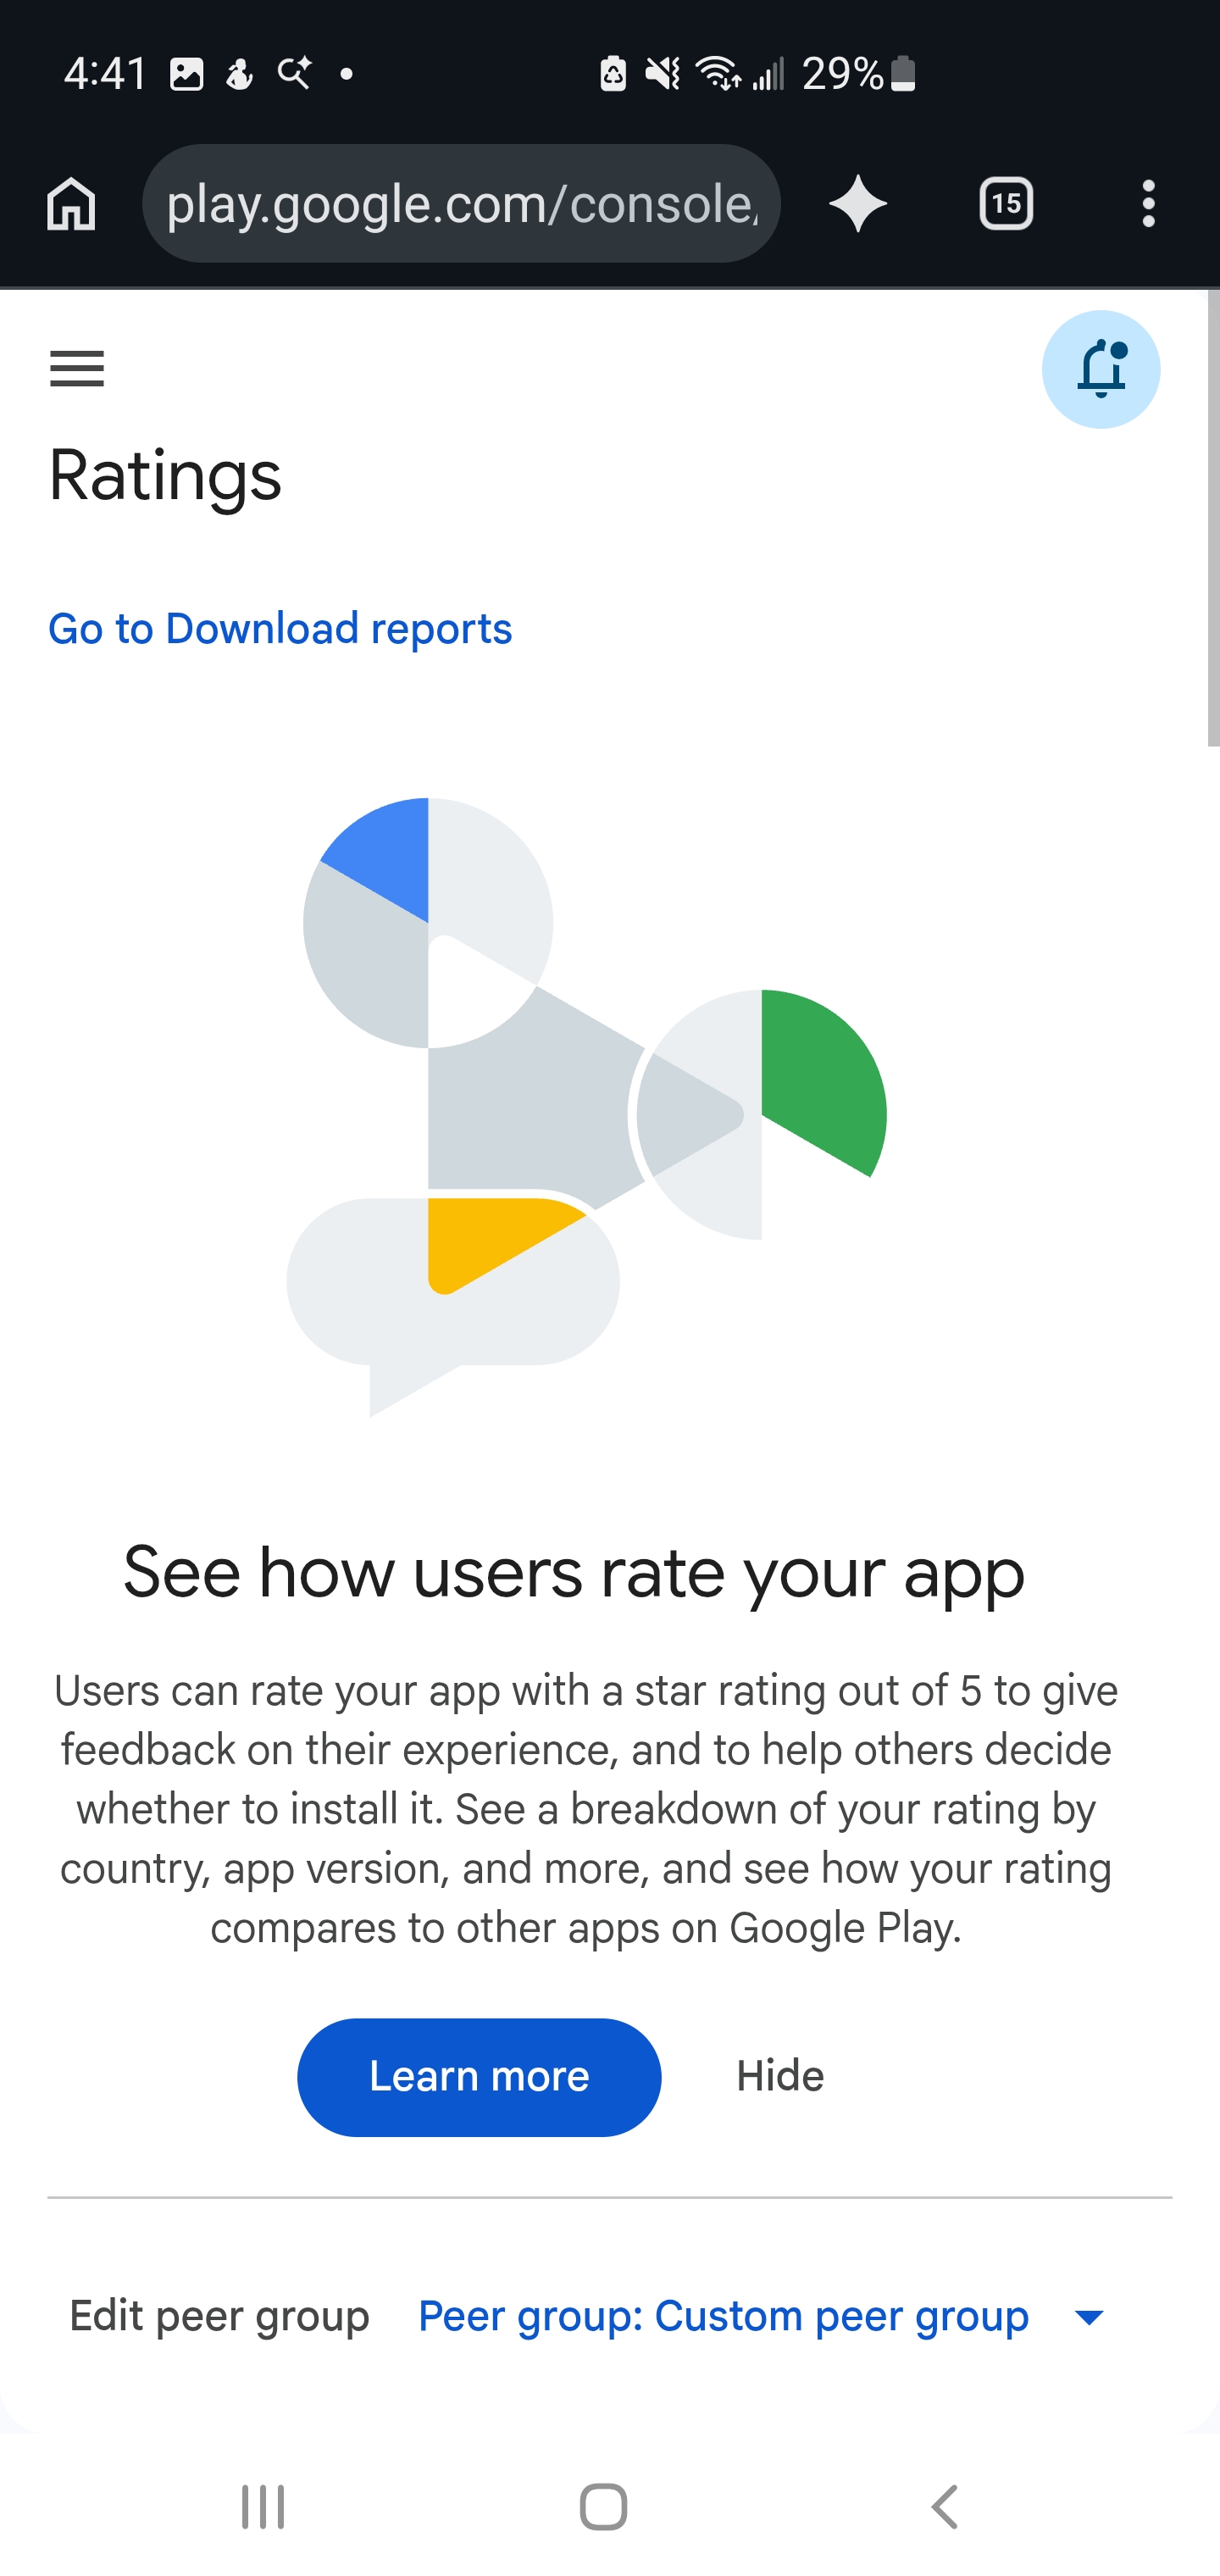 4:41
29%
play.google.com/console/
15
Ratings
Go to Download reports
See how users rate your app
Users can rate your app with a star rating out of 5 to give
feedback on their experience, and to help others decide
whether to install it. See a breakdown of your rating by
country, app version, and more, and see how your rating
compares to other apps on Google Play.
Learn more
Hide
Edit peer group
Peer group: Custom peer group